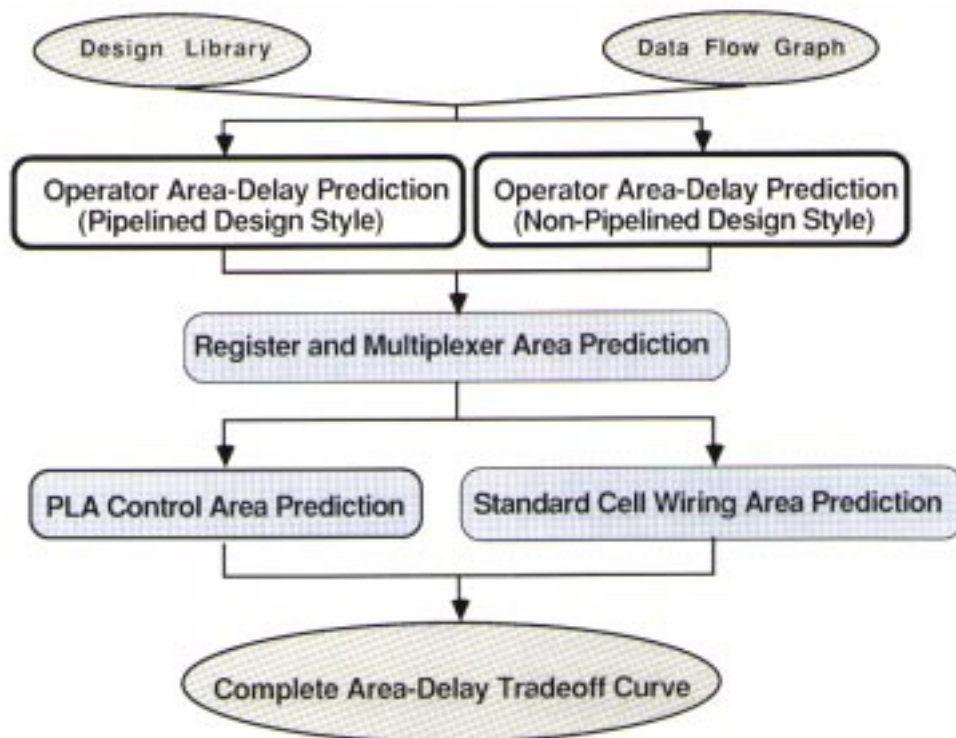 Design Library
Data Flow Graph
Operator Area-Delay Prediction
(Pipelined Design Style)
Operator Area-Delay Prediction
(Non-Pipelined Design Style)
Register and Multiplexer Area Prediction
PLA Control Area Prediction
Standard Cell Wiring Area Prediction
Complete Area-Delay Tradeoff Curve